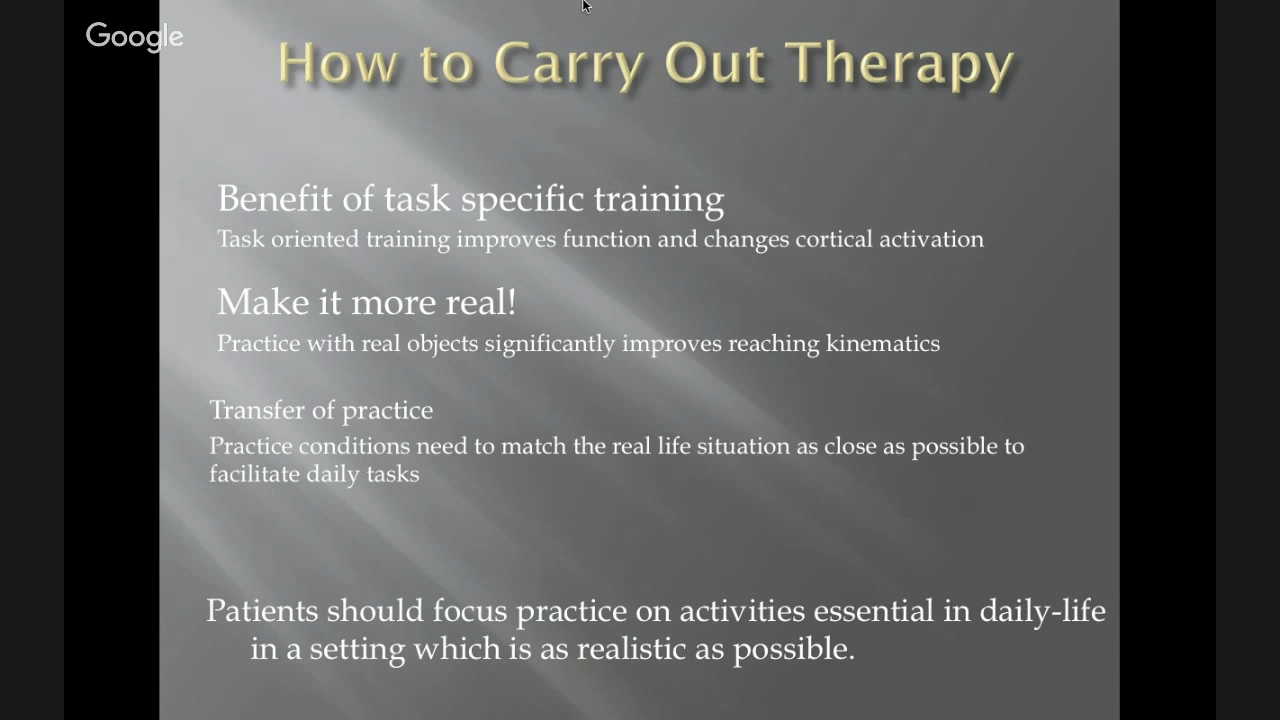 Google
How to Carry Out Therapy
Benefit of task specific training
Task oriented training improves function and changes cortical activation
Make it more real!
Practice with real objects significantly improves reaching kinematics
Transfer of practice
Practice conditions need to match the real life situation as close as possible to
facilitate daily tasks
Patients should focus practice on activities essential in daily-life
in a setting which is as realistic as possible.